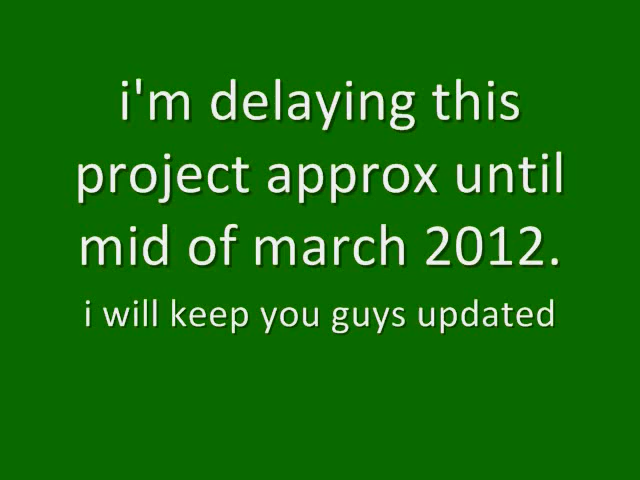 i'm delaying this
project approx until
mid of march 2012.
i will keep you guys updated